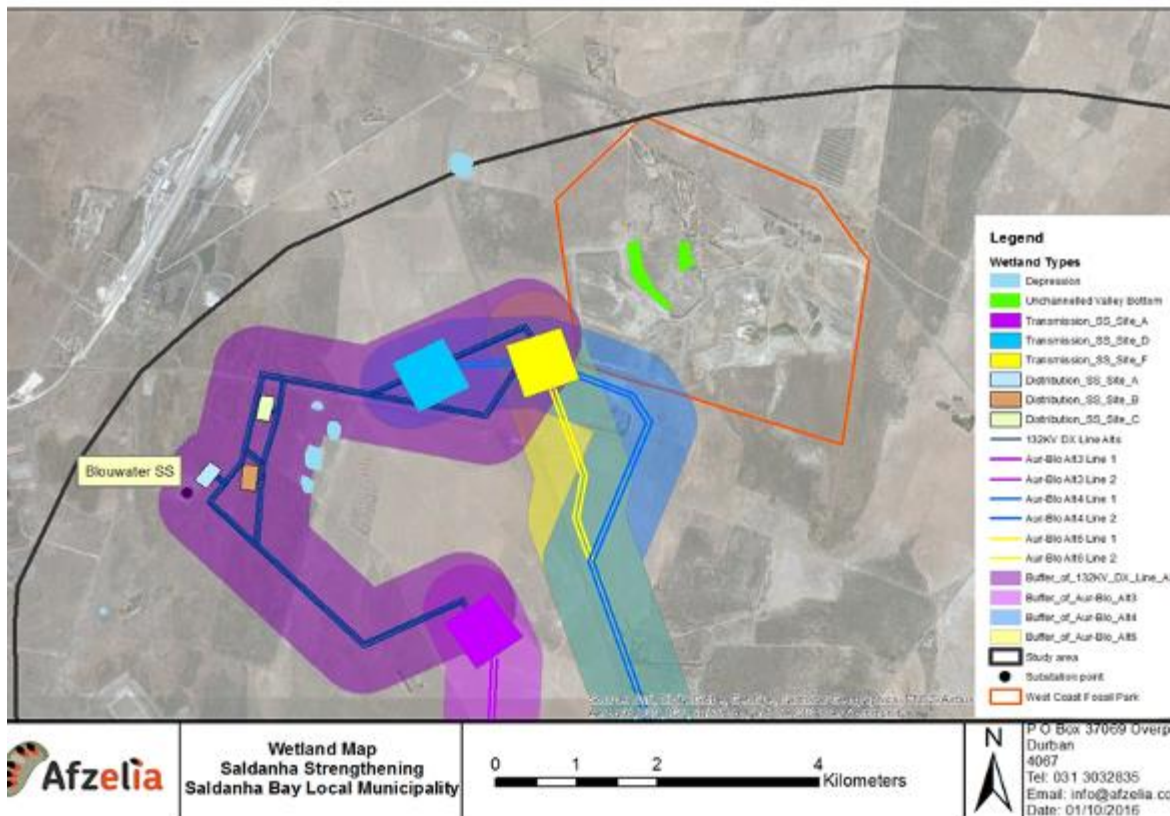 Blouwater SS
Legend
Wetland Types
Depression
Unchannelled Valley Bottom
Transmission_SS_Site_A
Transmission_SS_Site_D
Transmission_SS_Site_F
Distribution_SS_Site_A
Distribution_SS_Site_B
Distribution_SS_Site_C
132KV DX Line Alts
Aur-Blo Alt3 Line 1
Aur-Blo Alt3 Line 2
Aur-Blo Alt4 Line 1
Aur-Blo Alt4 Line 2
Aur-Blo Alt5 Line 1
Aur-Blo Alt5 Line 2
Buffer_of_132KV_DX_Line_A
Buffer_of_Aur-Blo_Alt3
Buffer_of_Aur-Blo_Alt4
Buffer_of_Aur-Blo_Alt5
Study area
Substation point
West Coast Fossil Park
Afzelia
Wetland Map
Saldanha Strengthening
Saldanha Bay Local Municipality
0 1 2 4
Kilometers
N
P O Box 37069 Overp
Durban
4067
Tel: 031 3032835
Email: info@afzelia.co
Date: 01/10/2016